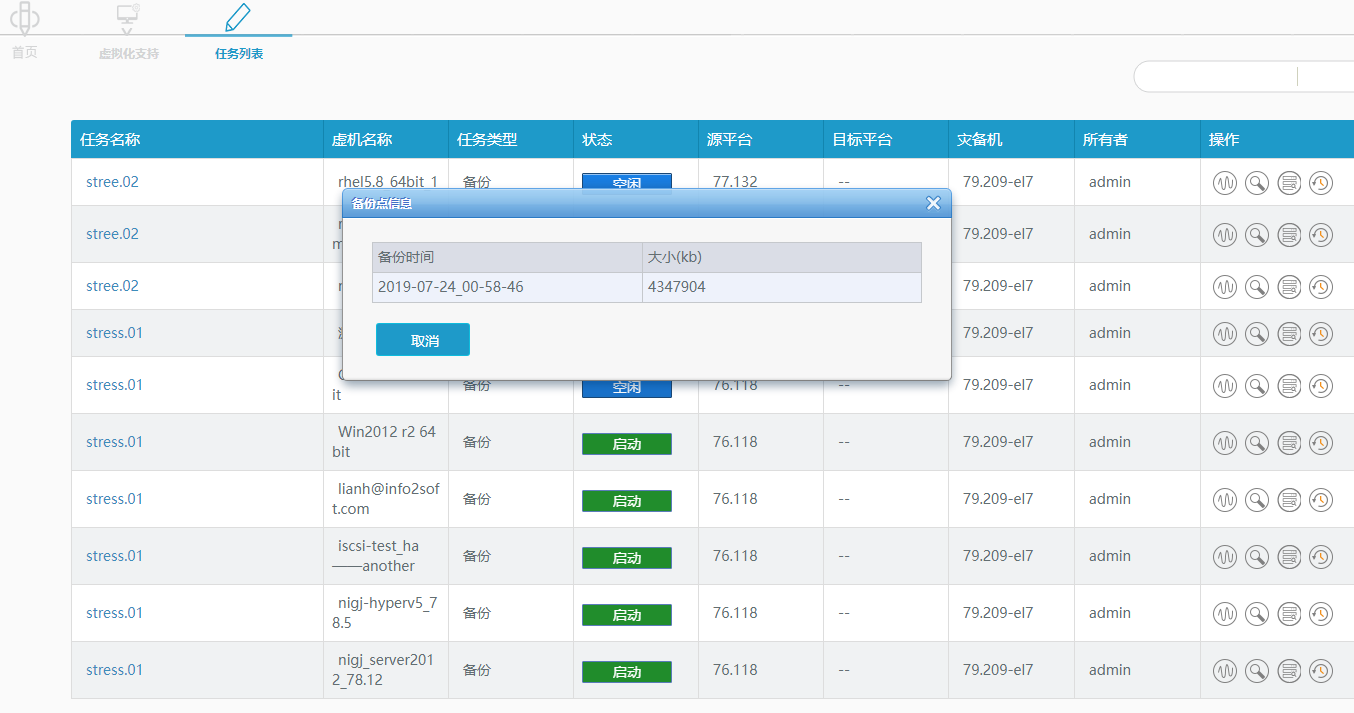 首页
虚拟化支持
任务列表
任务名称 虚机名称 任务类型 状态 源平台 目标平台 灾备机 所有者 操作
stree.02 rhel5.8_64bit_1 备份 空闲 77.132 -- 79.209-el7 admin
备份点信息
stree.02 79.209-el7 admin
备份时间 大小(kb)
2019-07-24_00-58-46 4347904
stree.02 79.209-el7 admin
stress.01 79.209-el7 admin
取消
stress.01 it 备份 空闲 76.118 -- 79.209-el7 admin
stress.01 Win2012 r2 64 备份 启动 76.118 -- 79.209-el7 admin
bit
stress.01 lianh@info2sof 备份 启动 76.118 -- 79.209-el7 admin
t.com
stress.01 iscsi-test_ha 备份 启动 76.118 -- 79.209-el7 admin
——another
stress.01 nigj-hyperv5_7 备份 启动 76.118 -- 79.209-el7 admin
8.5
stress.01 nigj_server201 备份 启动 76.118 -- 79.209-el7 admin
2_78.12